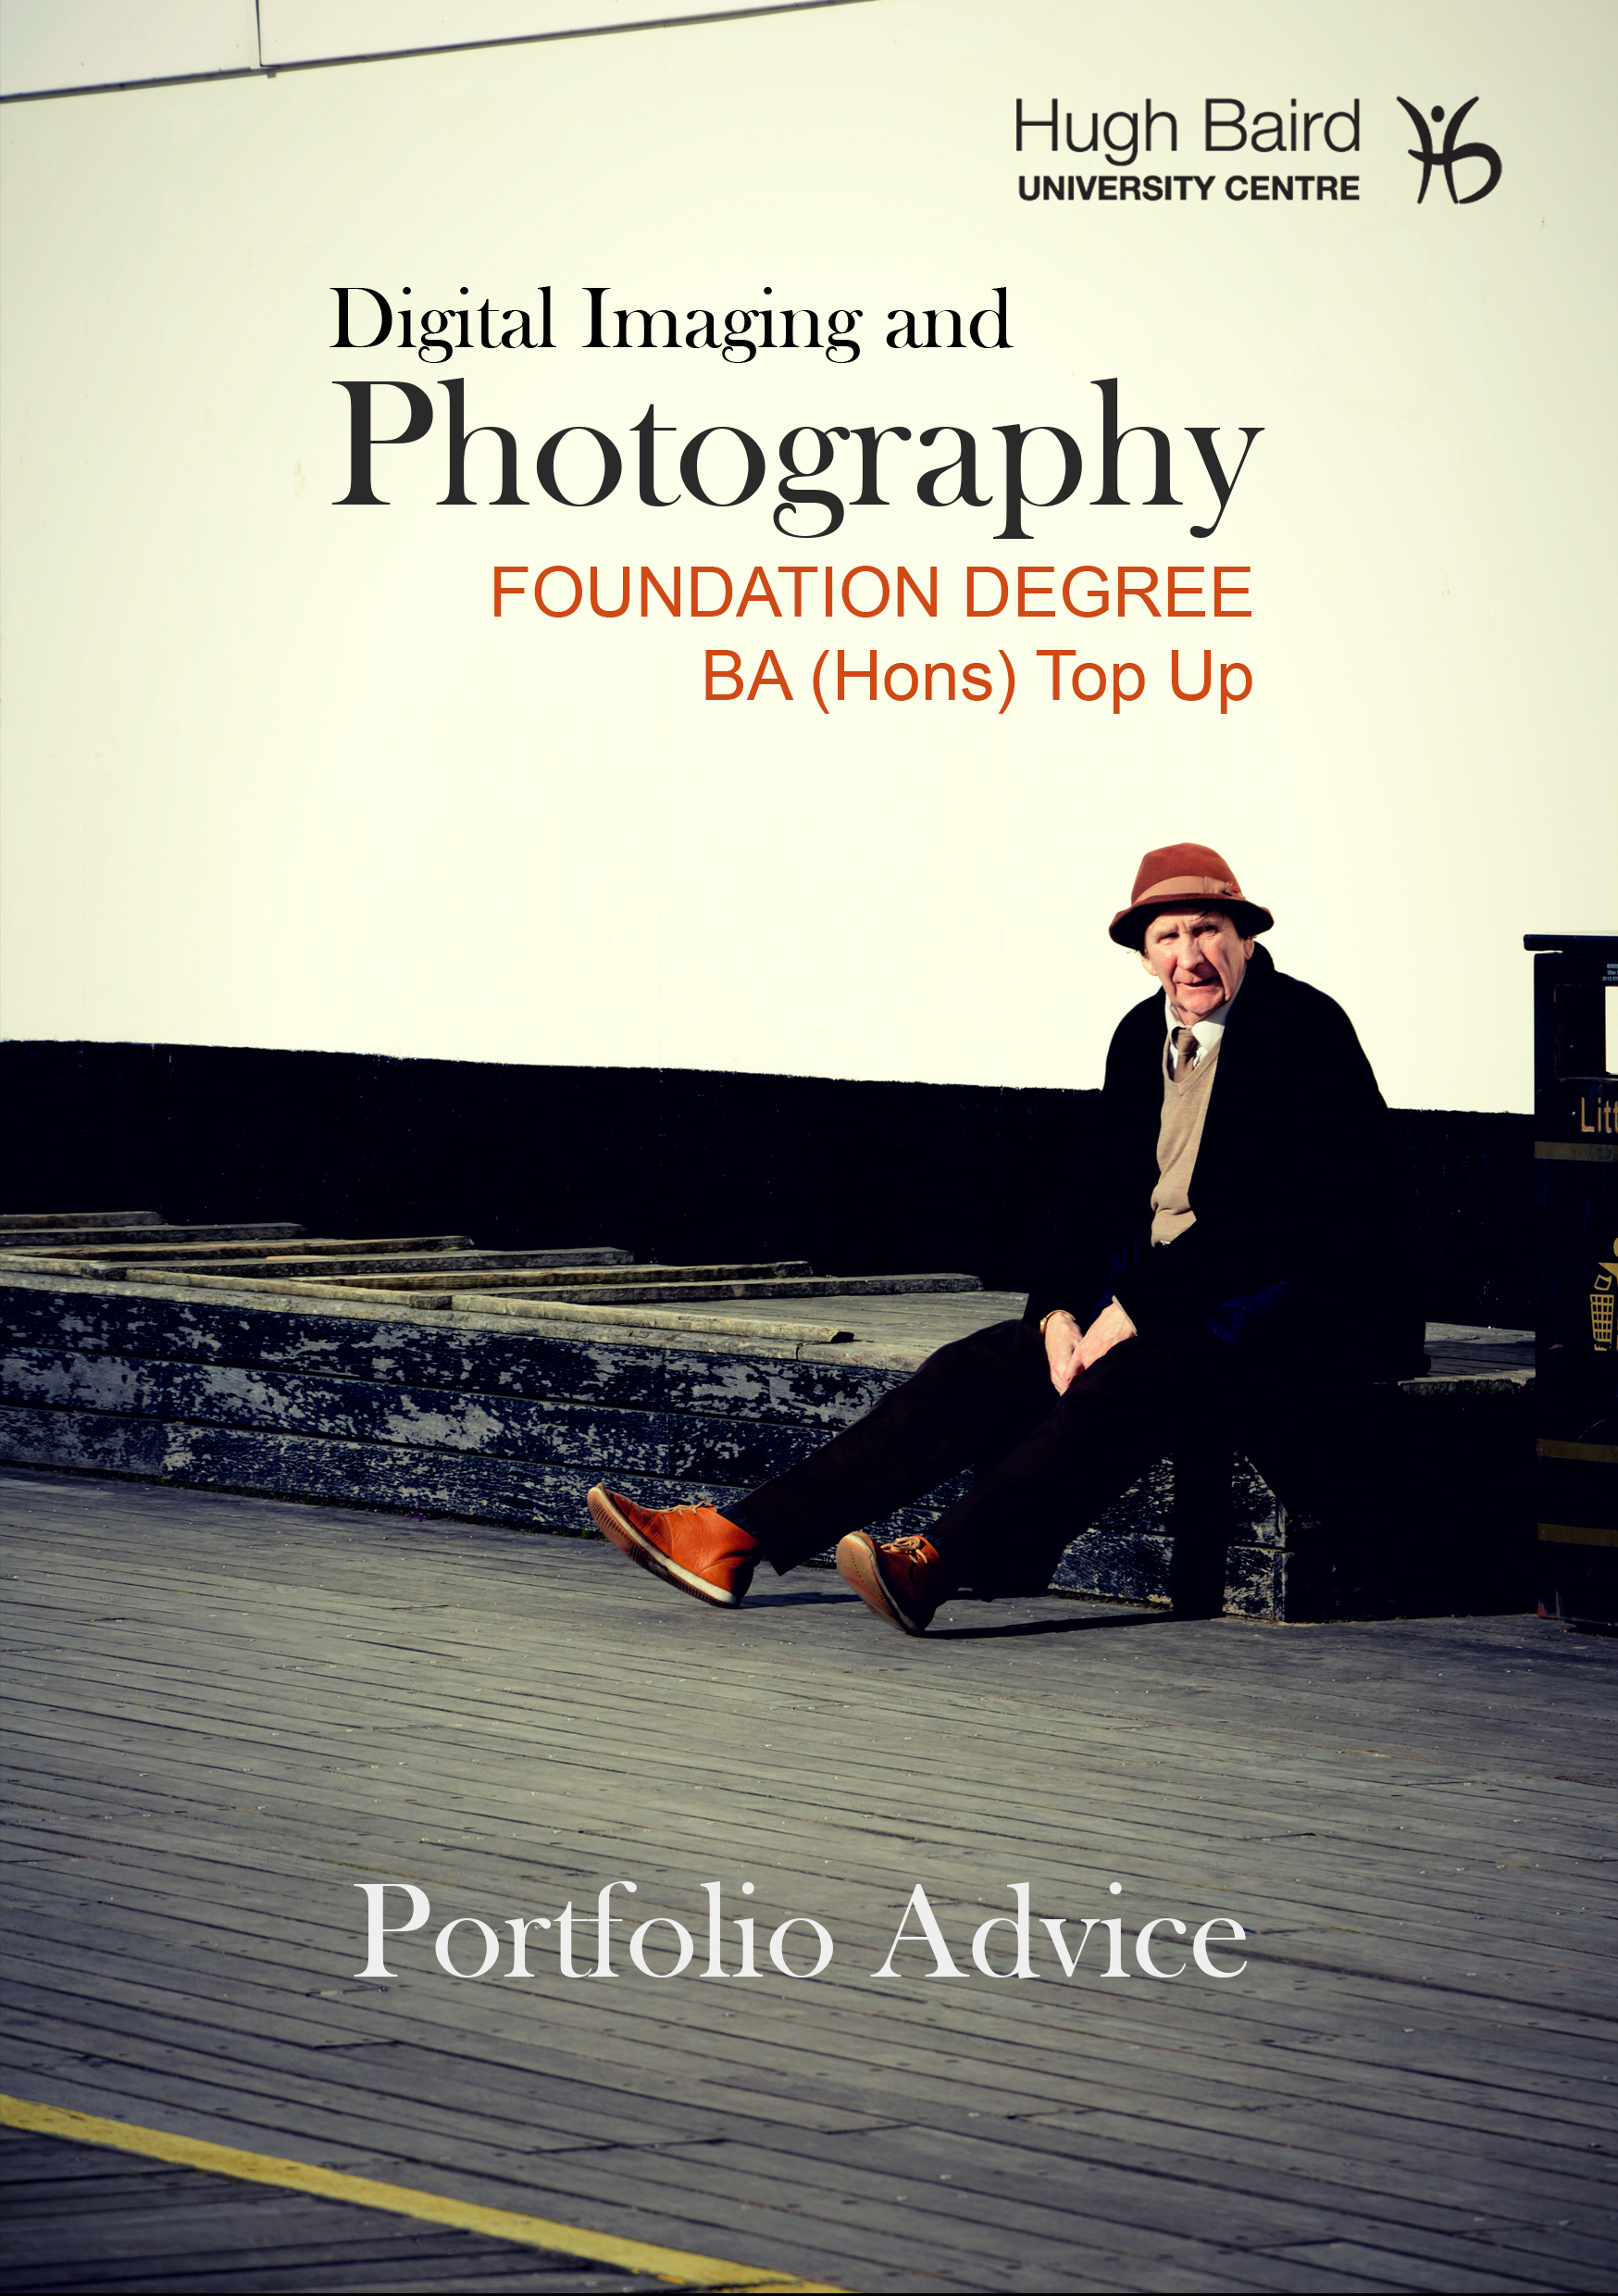 Hugh Baird
UNIVERSITY CENTRE
Digital Imaging and
Photography
FOUNDATION DEGREE
BA (Hons) Top Up
Portfolio Advice